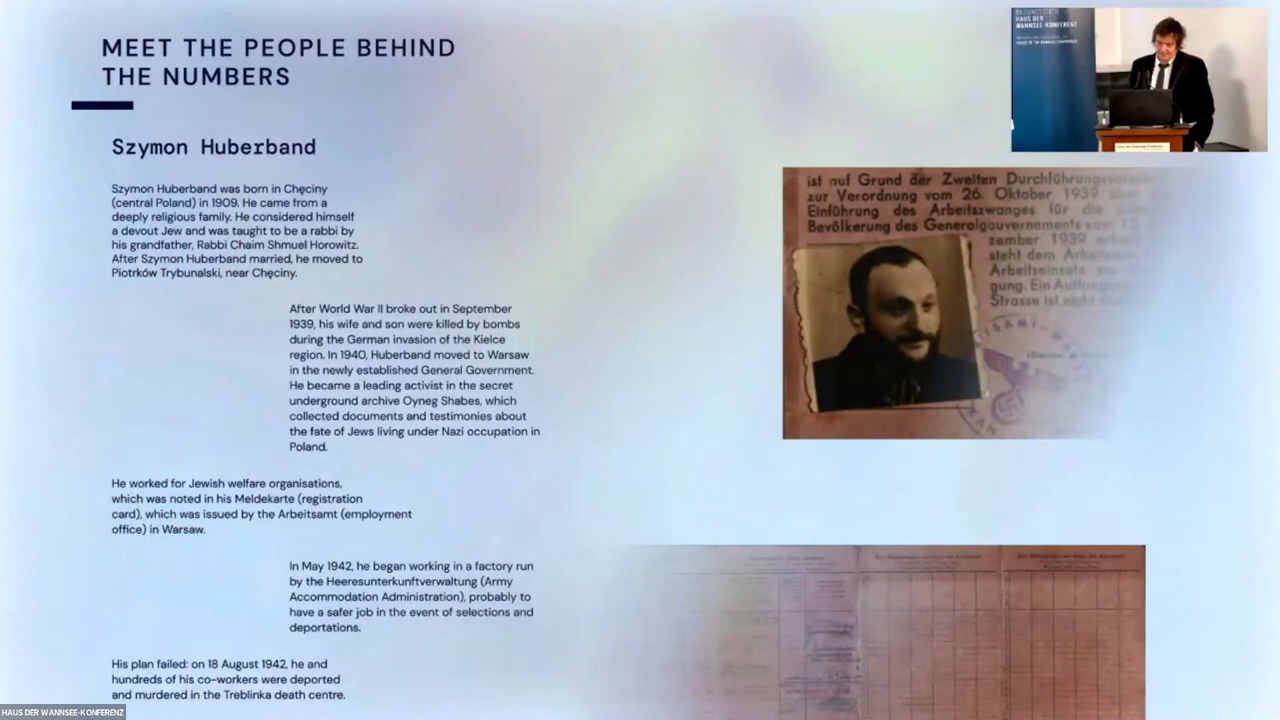 MEET THE PEOPLE BEHIND
THE NUMBERS
Szymon Huberband
Szymon Huberband was born in Chęciny
(central Poland) in 1909. He came from a
deeply religious family. He considered himself
a devout Jew and was taught to be a rabbi by
his grandfather, Rabbi Chaim Shmuel Horowitz.
After Szymon Huberband married, he moved to
Piotrków Trybunalski, near Chęciny.
After World War II broke out in September
1939, his wife and son were killed by bombs
during the German invasion of the Kielce
region. In 1940, Huberband moved to Warsaw
in the newly established General Government.
He became a leading activist in the secret
underground archive Oyneg Shabes, which
collected documents and testimonies about
the fate of Jews living under Nazi occupation in
Poland.
He worked for Jewish welfare organisations,
which was noted in his Meldekarte (registration
card), which was issued by the Arbeitsamt (employment
office) in Warsaw.
In May 1942, he began working in a factory run
by the Heeresunterkunftverwaltung (Army
Accommodation Administration), probably to
have a safer job in the event of selections and
deportations.
His plan failed: on 18 August 1942, he and
hundreds of his co-workers were deported
and murdered in the Treblinka death centre.
HAUS DER
WANNSEE-KONFERENZ
ist auf Grund der Zweiten
zur Verordnung vom 26. Oktober 1939
Einführung des Arbeitszwanges für die
Bevölkerung des Generalgouvernements vom
zember 1939
steht dem
Arbeitseinsatz
gung. Ein
Strasse ist
HAUS DER WANNSEE-KONFERENZ